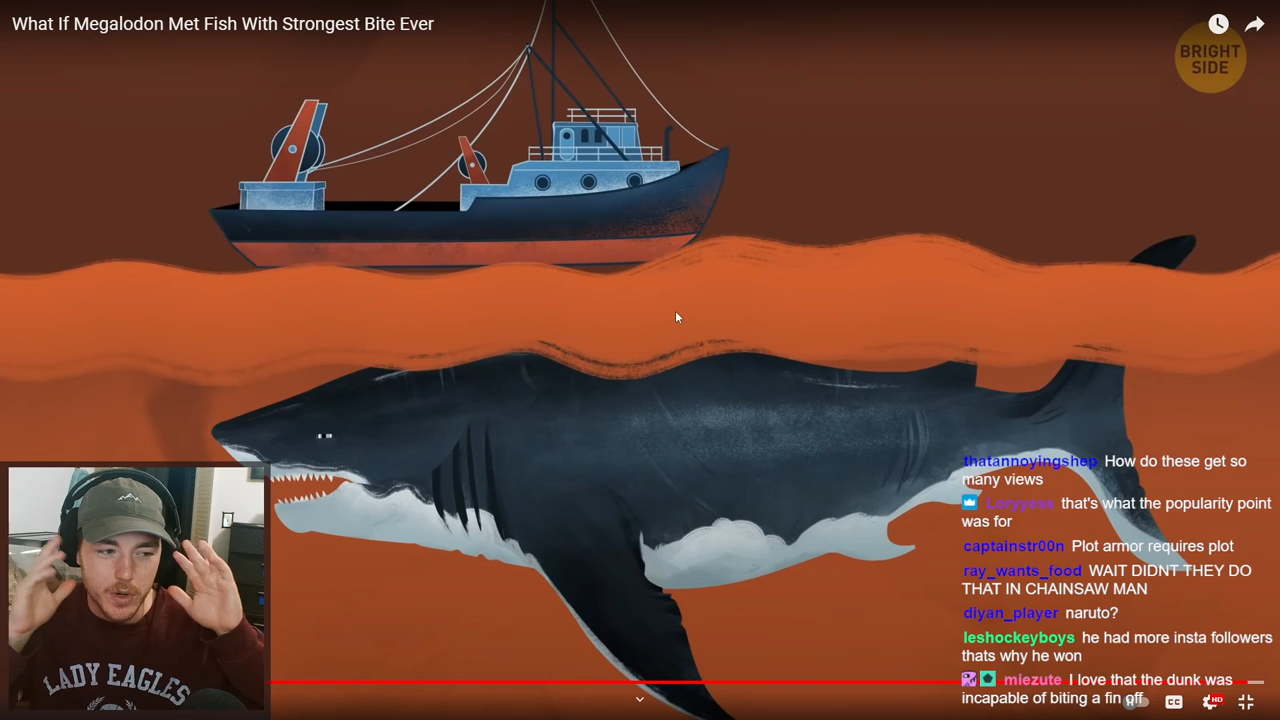 What If Megalodon Met Fish With Strongest Bite Ever
BRIGHT
SIDE
thatannoyingshep How do these get so
many views
Loryyess that's what the popularity point
was for
captainstr00n Plot armor requires plot
ray_wants_food WAIT DIDNT THEY DO
THAT IN CHAINSAW MAN
diyan_player naruto?
leshockeyboys he had more insta followers
thats why he won
miezute I love that the dunk was
incapable of biting a fin off
CC
HD
LADY EAGLES